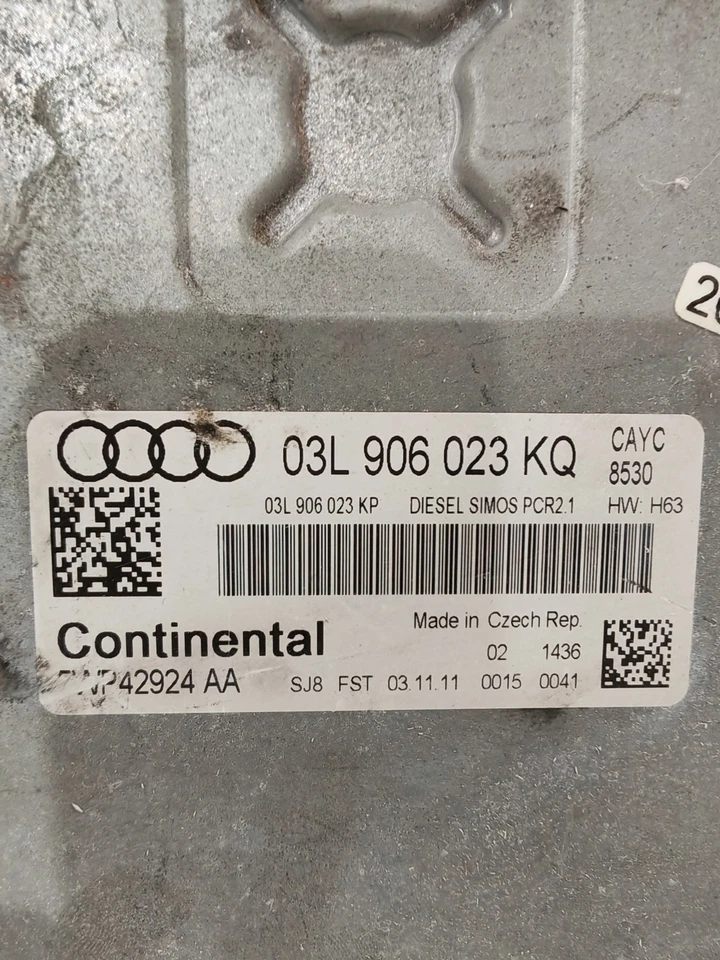 03L 906 023 KQ
CAYC
8530
03L 906 023 KP DIESEL SIMOS PCR2.1 HW: H63
Made in Czech Rep.
Continental
02 1436
AA
SJ8 FST 03.11.11 0015 0041